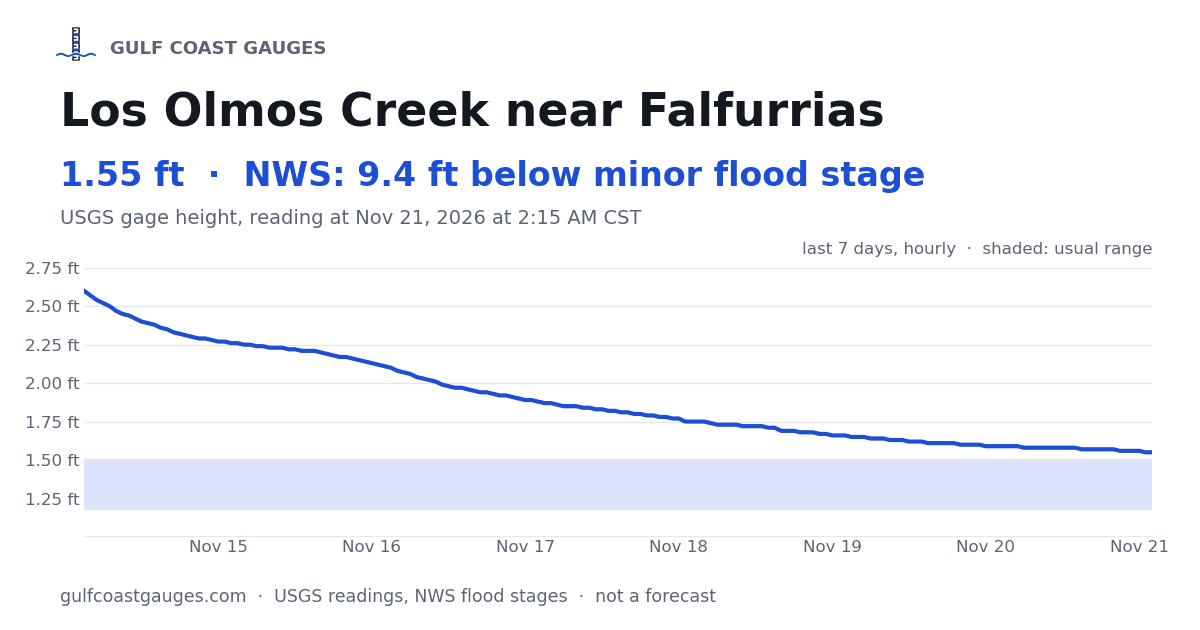 GULF COAST GAUGES
Los Olmos Creek near Falfurrias
1.55 ft · NWS: 9.4 ft below minor flood stage
USGS gage height, reading at Nov 21, 2026 at 2:15 AM CST
last 7 days, hourly · shaded: usual range
2.75 ft
2.50 ft
2.25 ft
2.00 ft
1.75 ft
1.50 ft
1.25 ft
Nov 15 Nov 16 Nov 17 Nov 18 Nov 19 Nov 20 Nov 21
gulfcoastgauges.com · USGS readings, NWS flood stages · not a forecast